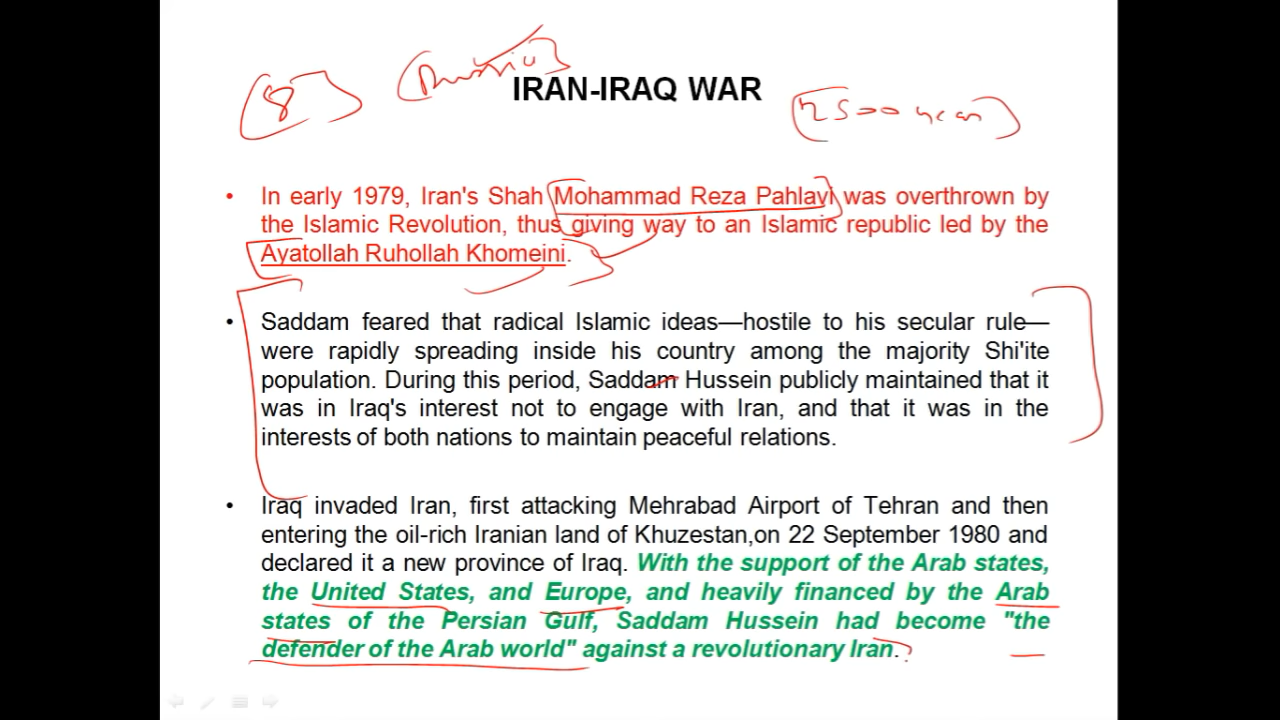 8
Russia
IRAN-IRAQ WAR
2500 year
• In early 1979, Iran's Shah Mohammad Reza Pahlavi was overthrown by
the Islamic Revolution, thus giving way to an Islamic republic led by the
Ayatollah Ruhollah Khomeini.
• Saddam feared that radical Islamic ideas—hostile to his secular rule—
were rapidly spreading inside his country among the majority Shi'ite
population. During this period, Saddam Hussein publicly maintained that it
was in Iraq's interest not to engage with Iran, and that it was in the
interests of both nations to maintain peaceful relations.
• Iraq invaded Iran, first attacking Mehrabad Airport of Tehran and then
entering the oil-rich Iranian land of Khuzestan,on 22 September 1980 and
declared it a new province of Iraq. With the support of the Arab states,
the United States, and Europe, and heavily financed by the Arab
states of the Persian Gulf, Saddam Hussein had become "the
defender of the Arab world" against a revolutionary Iran.